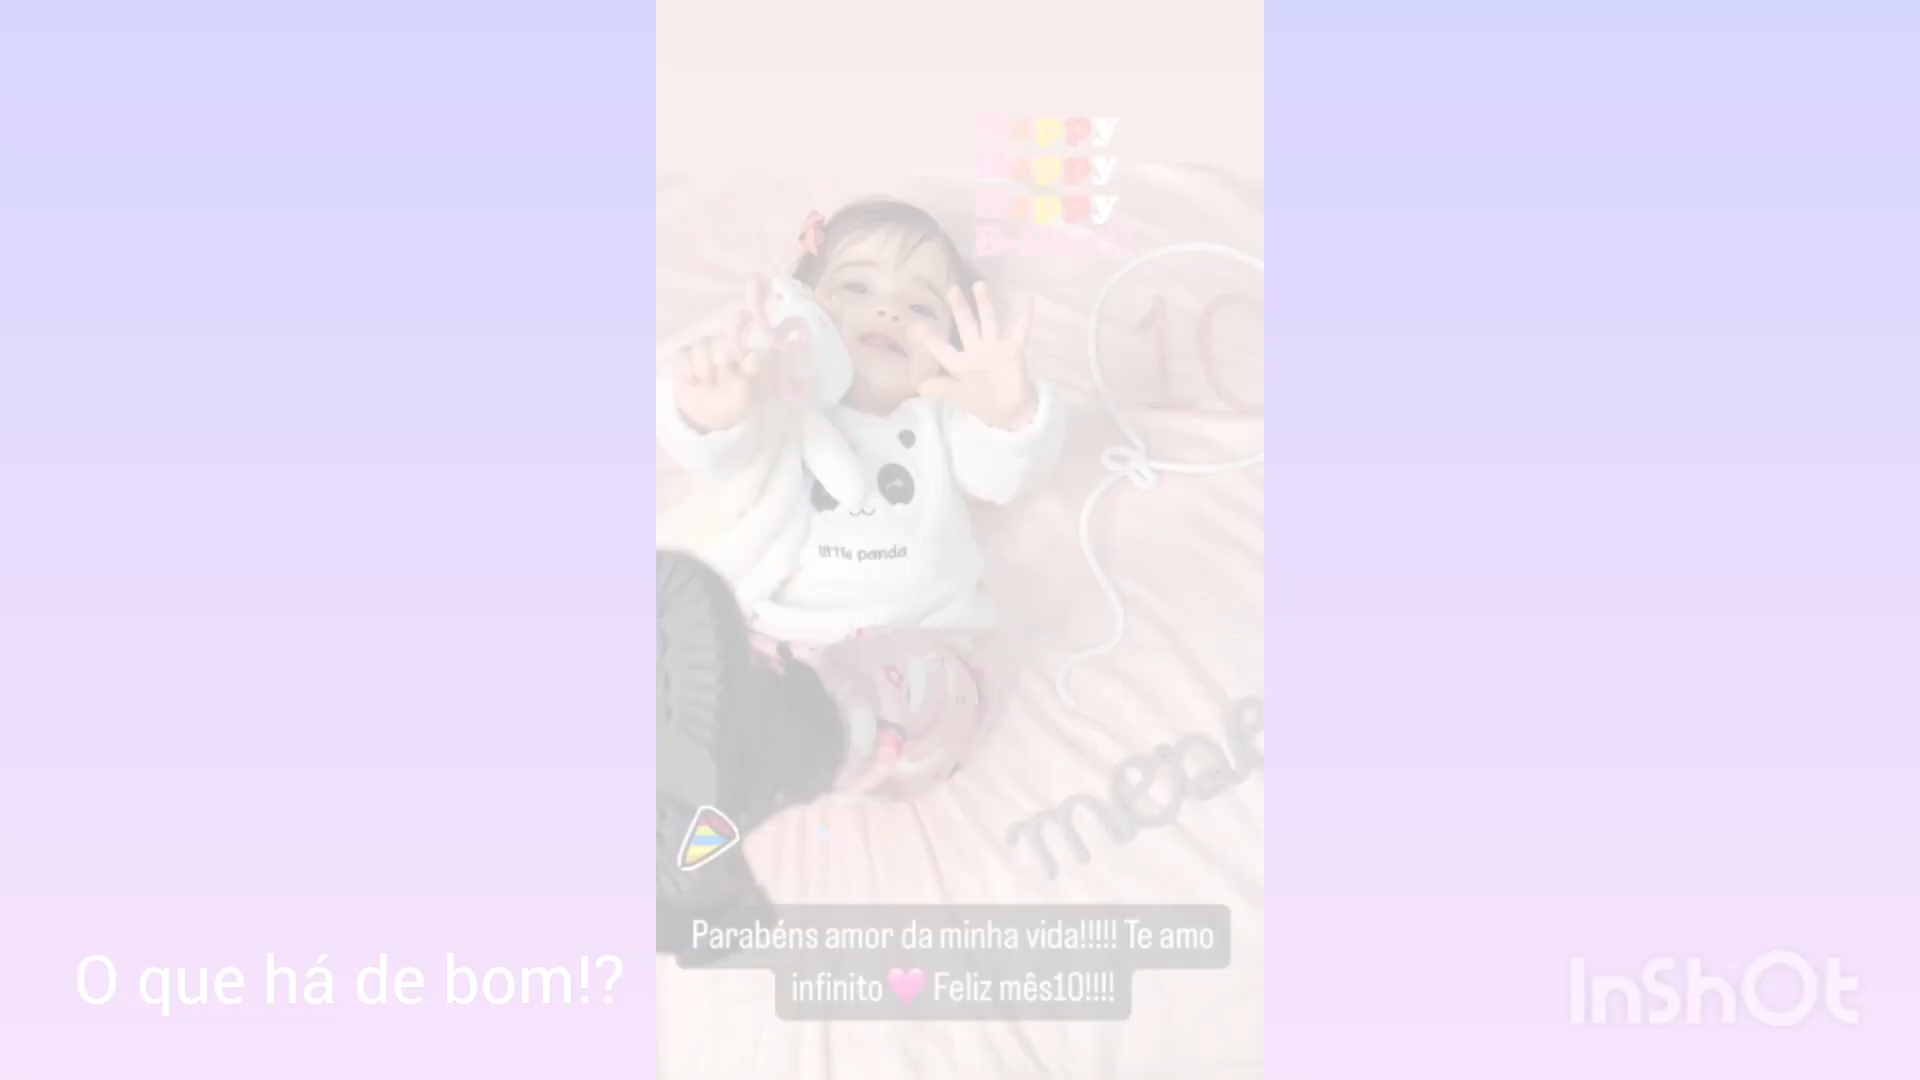 Happy
Happy
Happy
10
little panda
Parabéns amor da minha vida!!!!! Te amo
infinito🩷 Feliz mês10!!!!
O que há de bom!?
InShOt